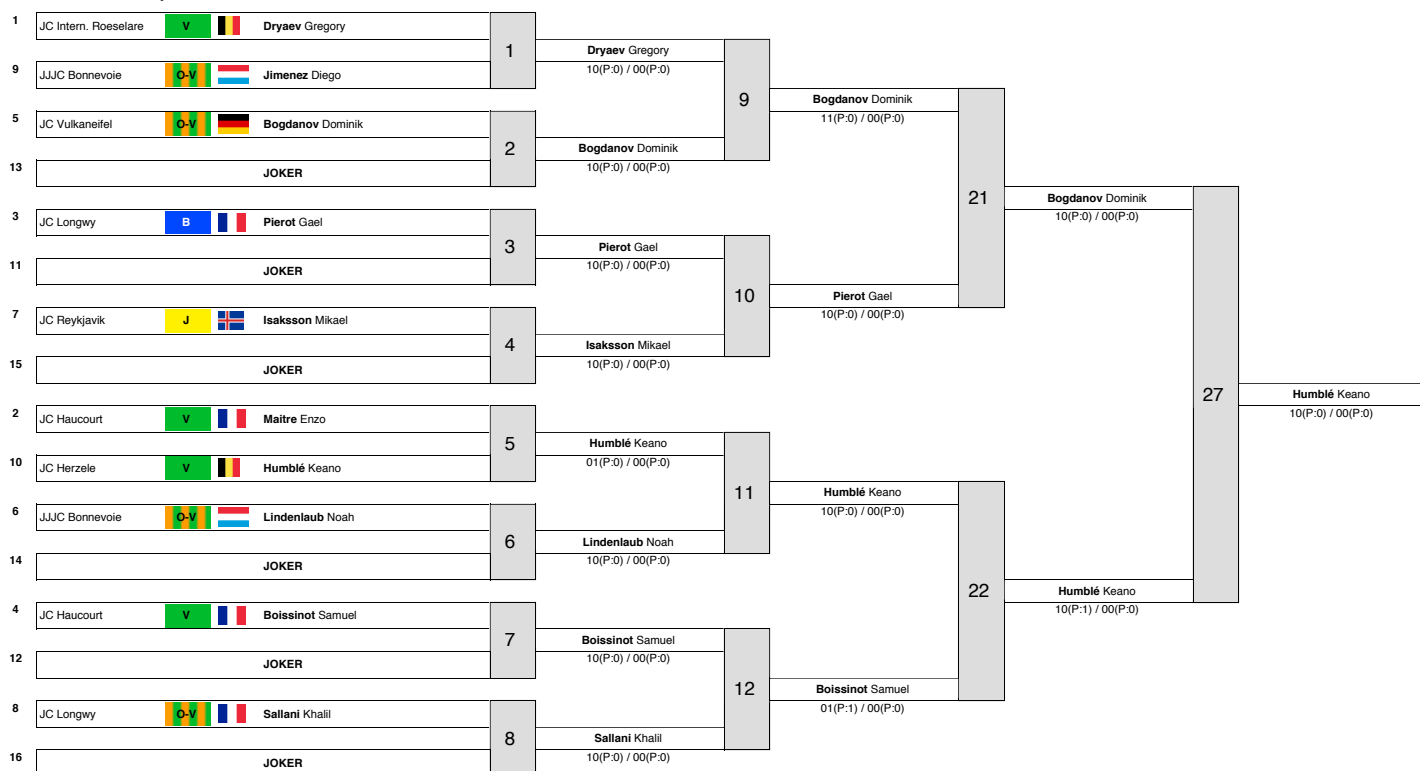 1 JC Intern. Roeselare V Dryaev Gregory
1
Dryaev Gregory
10(P:0) / 00(P:0)
9 JJJC Bonnevoie O-V Jimenez Diego
9
Bogdanov Dominik
11(P:0) / 00(P:0)
5 JC Vulkaneifel O-V Bogdanov Dominik
2
Bogdanov Dominik
10(P:0) / 00(P:0)
13 JOKER
21
Bogdanov Dominik
10(P:0) / 00(P:0)
3 JC Longwy B Pierot Gael
3
Pierot Gael
10(P:0) / 00(P:0)
11 JOKER
10
Pierot Gael
10(P:0) / 00(P:0)
7 JC Reykjavik J Isaksson Mikael
4
Isaksson Mikael
10(P:0) / 00(P:0)
15 JOKER
27
Humblé Keano
10(P:0) / 00(P:0)
2 JC Haucourt V Maitre Enzo
5
Humblé Keano
01(P:0) / 00(P:0)
10 JC Herzele V Humblé Keano
11
Humblé Keano
10(P:0) / 00(P:0)
6 JJJC Bonnevoie O-V Lindenlaub Noah
6
Lindenlaub Noah
10(P:0) / 00(P:0)
14 JOKER
22
Humblé Keano
10(P:1) / 00(P:0)
4 JC Haucourt V Boissinot Samuel
7
Boissinot Samuel
10(P:0) / 00(P:0)
12 JOKER
12
Boissinot Samuel
01(P:1) / 00(P:0)
8 JC Longwy O-V Sallani Khalil
8
Sallani Khalil
10(P:0) / 00(P:0)
16 JOKER